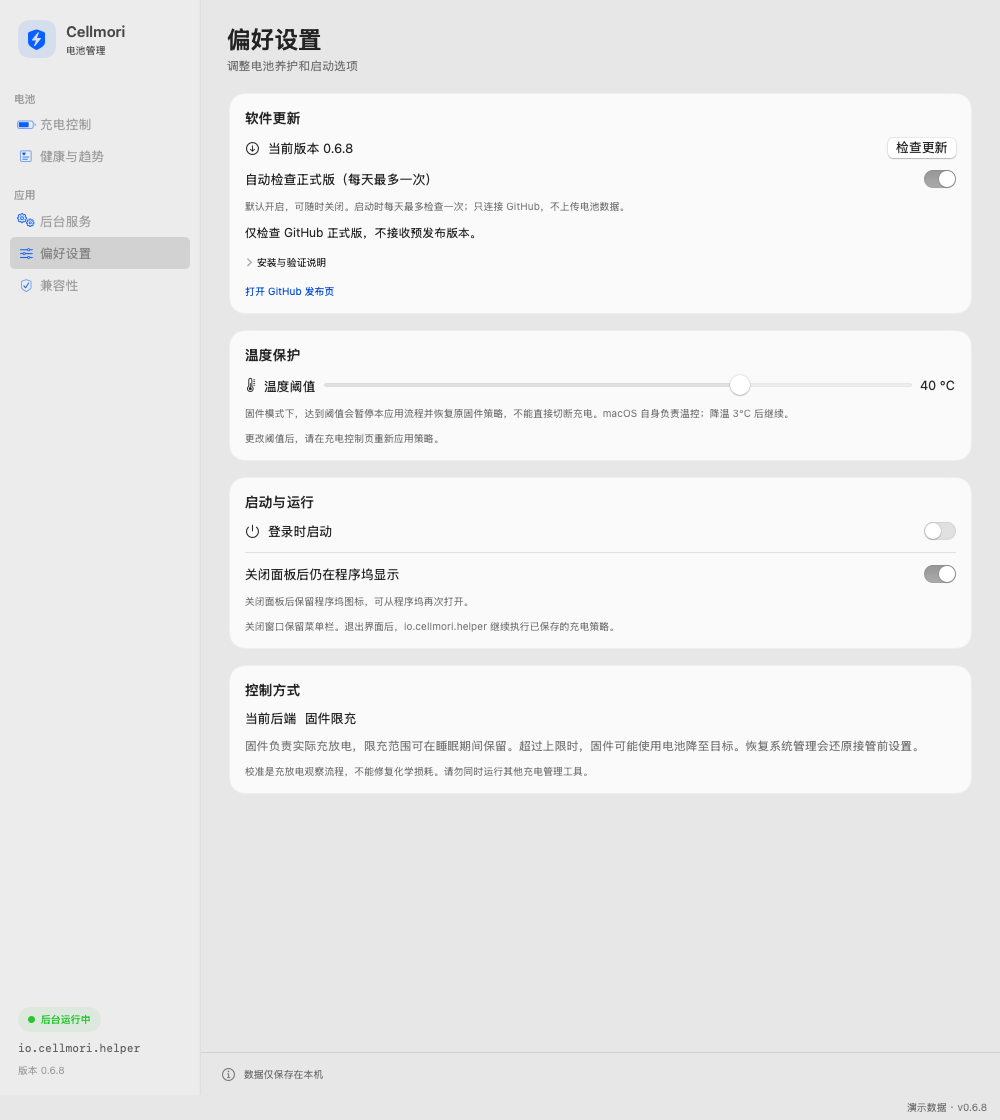 Cellmori
电池管理
电池
充电控制
健康与趋势
应用
后台服务
偏好设置
兼容性
后台运行中
io.cellmori.helper
版本 0.6.8
偏好设置
调整电池养护和启动选项
软件更新
当前版本 0.6.8
检查更新
自动检查正式版（每天最多一次）
默认开启，可随时关闭。启动时每天最多检查一次；只连接 GitHub，不上传电池数据。
仅检查 GitHub 正式版，不接收预发布版本。
安装与验证说明
打开 GitHub 发布页
温度保护
温度阈值
40 °C
固件模式下，达到阈值会暂停本应用流程并恢复原固件策略，不能直接切断充电。macOS 自身负责温控；降温 3°C 后继续。
更改阈值后，请在充电控制页重新应用策略。
启动与运行
登录时启动
关闭面板后仍在程序坞显示
关闭面板后保留程序坞图标，可从程序坞再次打开。
关闭窗口保留菜单栏。退出界面后，io.cellmori.helper 继续执行已保存的充电策略。
控制方式
当前后端 固件限充
固件负责实际充放电，限充范围可在睡眠期间保留。超过上限时，固件可能使用电池降至目标。恢复系统管理会还原接管前设置。
校准是充放电观察流程，不能修复化学损耗。请勿同时运行其他充电管理工具。
数据仅保存在本机
演示数据 · v0.6.8